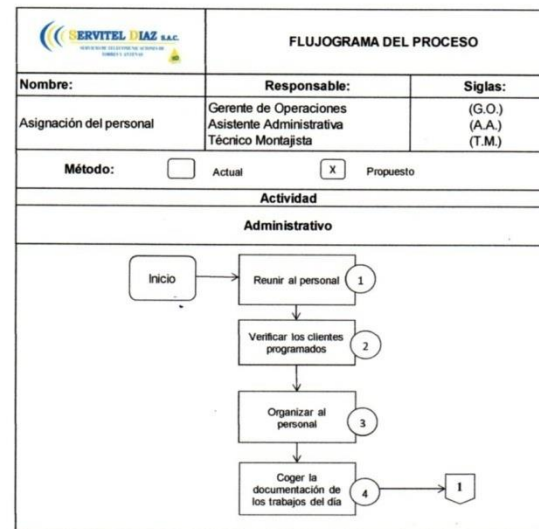 SERVITEL DIAZ S.A.C.
FLUJOGRAMA DEL PROCESO
Nombre:
Responsable:
Siglas:
Asignación del personal
Gerente de Operaciones
(G.O.)
Asistente Administrativa
(A.A.)
Técnico Montajista
(T.M.)
Método:
Actual
X
Propuesto
Actividad
Administrativo
Inicio
Reunir al personal
1
Verificar los clientes
programados
2
Organizar al
personal
3
Coger la
documentación de
los trabajos del día
4
1